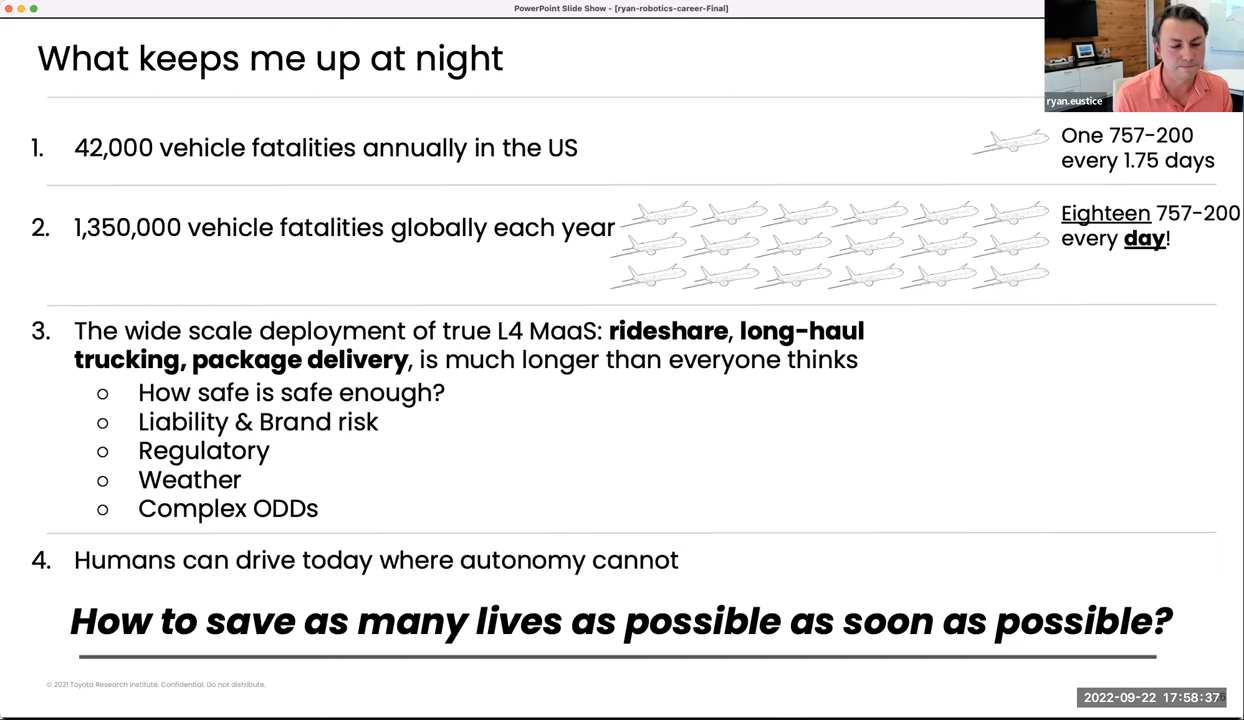 PowerPoint Slide Show - [ryan-robotics-career-Final]
What keeps me up at night
ryan.eustice
1. 42,000 vehicle fatalities annually in the US
One 757-200
every 1.75 days
2. 1,350,000 vehicle fatalities globally each year
Eighteen 757-200
every day!
3. The wide scale deployment of true L4 MaaS: rideshare, long-haul
trucking, package delivery, is much longer than everyone thinks
○ How safe is safe enough?
○ Liability & Brand risk
○ Regulatory
○ Weather
○ Complex ODDs
4. Humans can drive today where autonomy cannot
How to save as many lives as possible as soon as possible?
© 2021 Toyota Research Institute. Confidential. Do not distribute.
2022-09-22 17:58:37